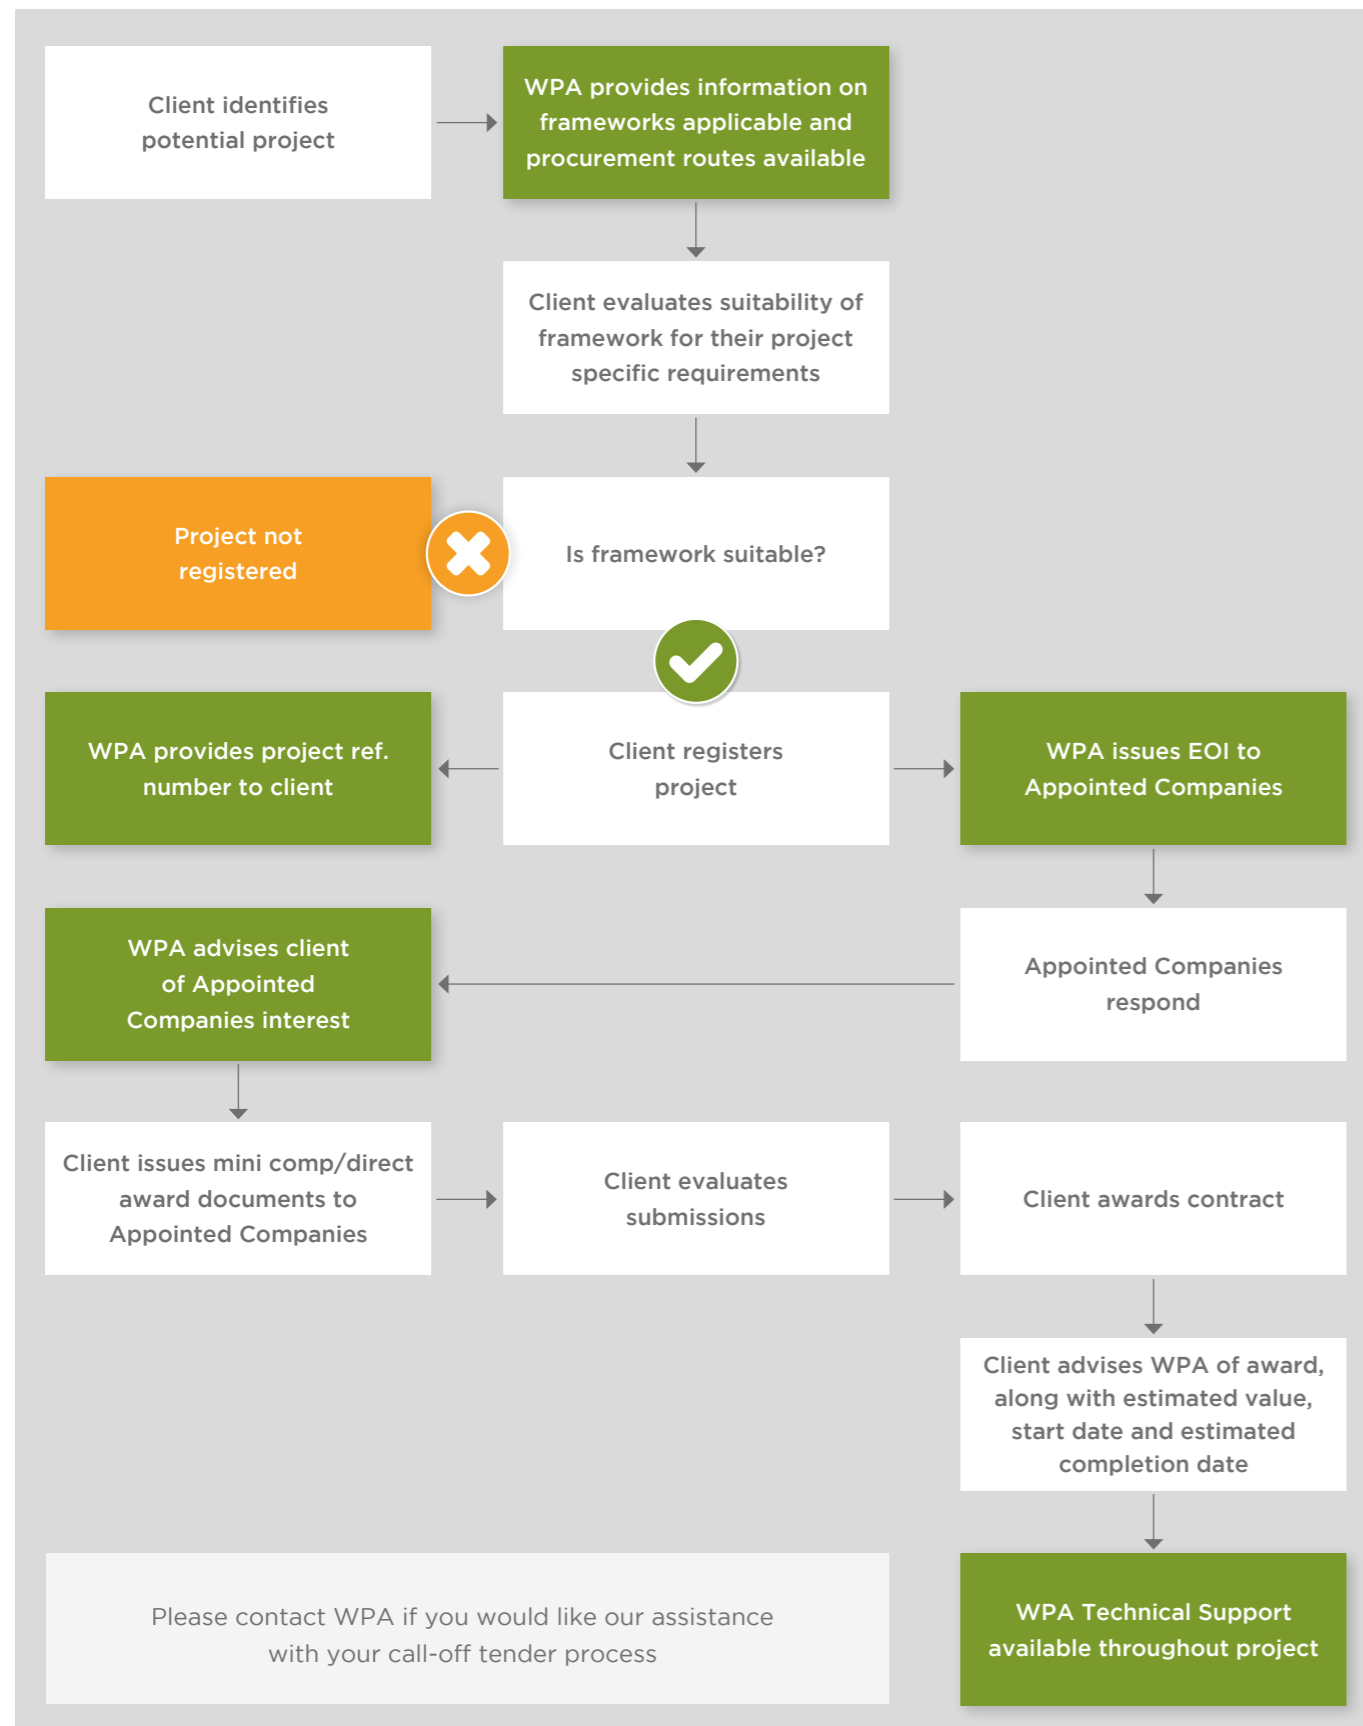 Client identifies
potential project
WPA provides information on
frameworks applicable and
procurement routes available
Client evaluates suitability of
framework for their project
specific requirements
Project not
registered
Is framework suitable?
WPA provides project ref.
number to client
Client registers
project
WPA issues EOI to
Appointed Companies
WPA advises client
of Appointed
Companies interest
Appointed Companies
respond
Client issues mini comp/direct
award documents to
Appointed Companies
Client evaluates
submissions
Client awards contract
Client advises WPA of award,
along with estimated value,
start date and estimated
completion date
Please contact WPA if you would like our assistance
with your call-off tender process
WPA Technical Support
available throughout project